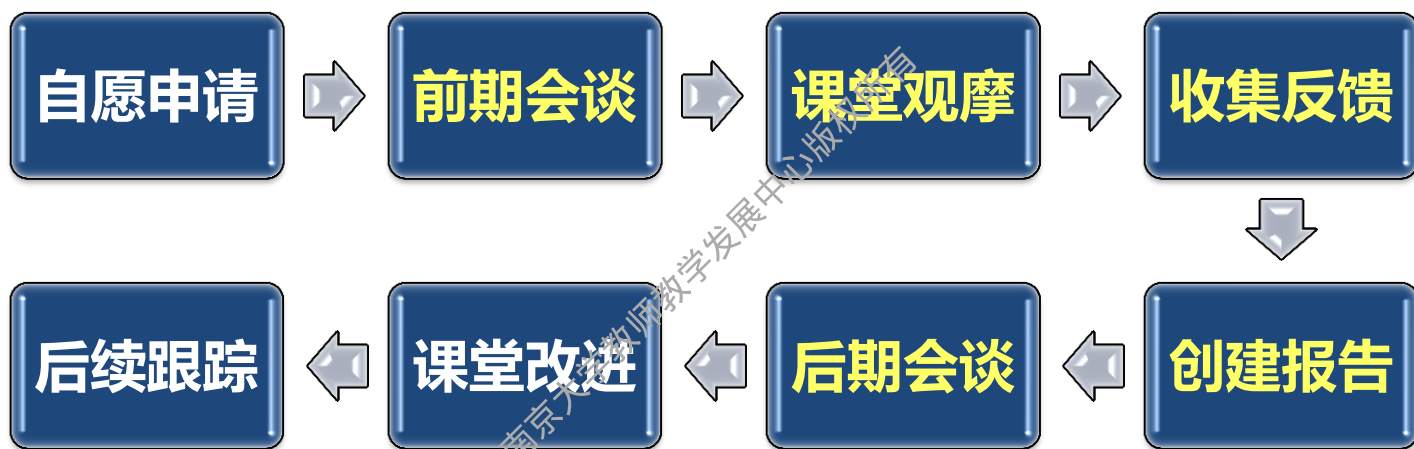 自愿申请
前期会谈
课堂观摩
收集反馈
创建报告
后期会谈
课堂改进
后续跟踪
南京大学教师教学发展中心版权所有